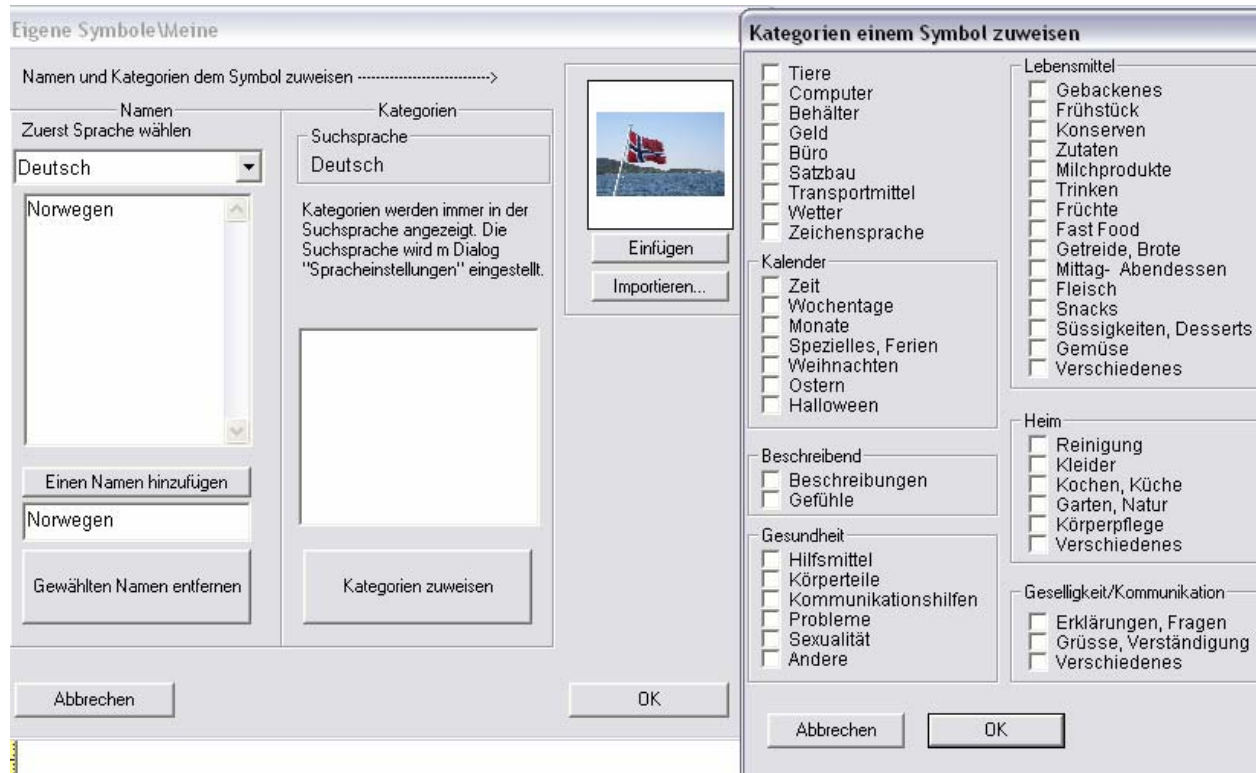 Eigene Symbole\Meine
Namen und Kategorien dem Symbol zuweisen ---------------------------->
Namen
Zuerst Sprache wählen
Deutsch
Norwegen
Einen Namen hinzufügen
Norwegen
Gewählten Namen entfernen
Kategorien
Suchsprache
Deutsch
Kategorien werden immer in der
Suchsprache angezeigt. Die
Suchsprache wird m Dialog
"Spracheinstellungen" eingestellt.
Kategorien zuweisen
Einfügen
Importieren...
Abbrechen
OK
Kategorien einem Symbol zuweisen
Tiere
Computer
Behälter
Geld
Büro
Satzbau
Transportmittel
Wetter
Zeichensprache
Kalender
Zeit
Wochentage
Monate
Spezielles, Ferien
Weihnachten
Ostern
Halloween
Beschreibend
Beschreibungen
Gefühle
Gesundheit
Hilfsmittel
Körperteile
Kommunikationshilfen
Probleme
Sexualität
Andere
Lebensmittel
Gebackenes
Frühstück
Konserven
Zutaten
Milchprodukte
Trinken
Früchte
Fast Food
Getreide, Brote
Mittag- Abendessen
Fleisch
Snacks
Süssigkeiten, Desserts
Gemüse
Verschiedenes
Heim
Reinigung
Kleider
Kochen, Küche
Garten, Natur
Körperpflege
Verschiedenes
Geselligkeit/Kommunikation
Erklärungen, Fragen
Grüsse, Verständigung
Verschiedenes
Abbrechen
OK